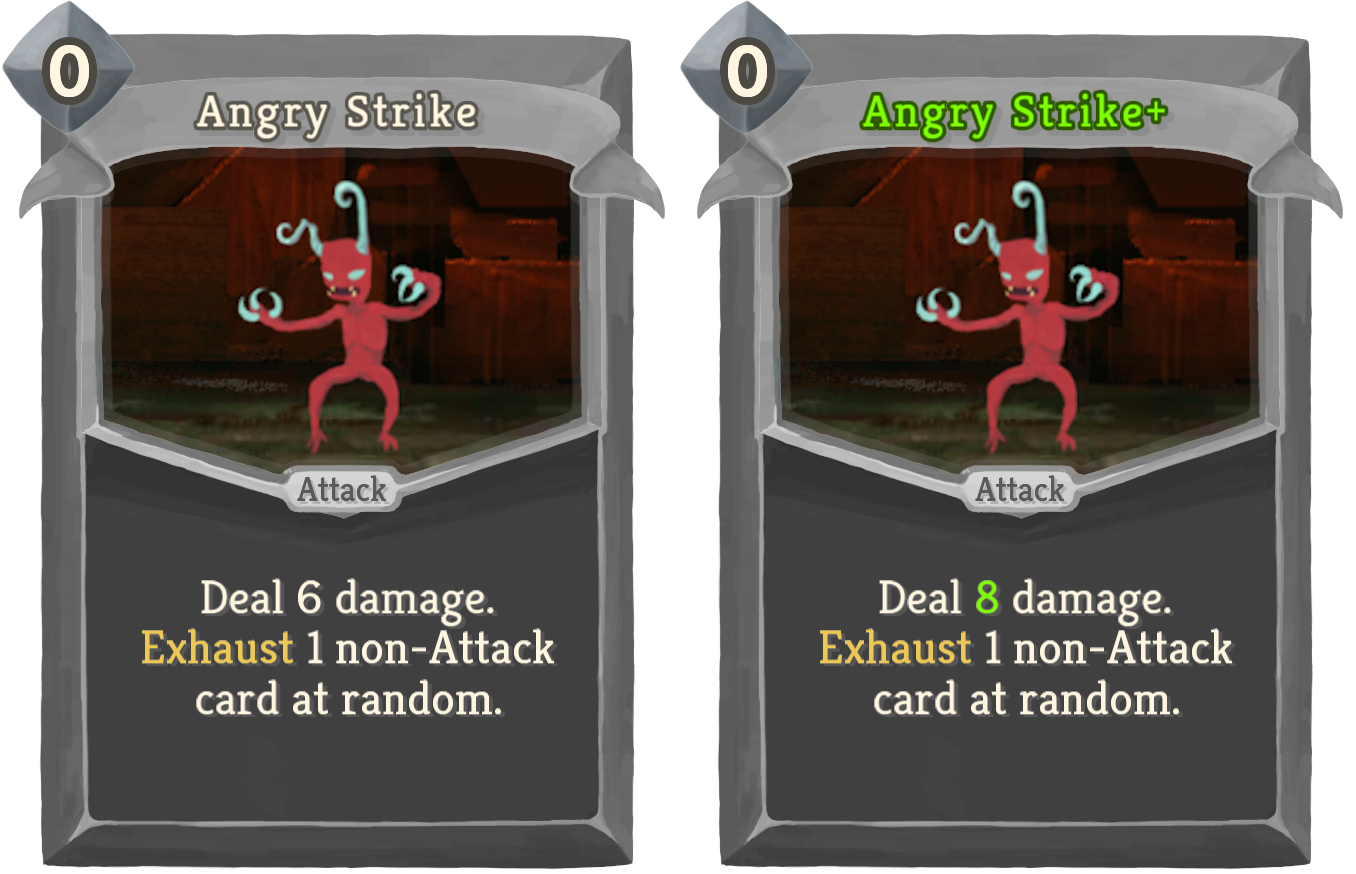 0
Angry Strike
Attack
Deal 6 damage.
Exhaust 1 non-Attack
card at random.
0
Angry Strike+
Attack
Deal 8 damage.
Exhaust 1 non-Attack
card at random.